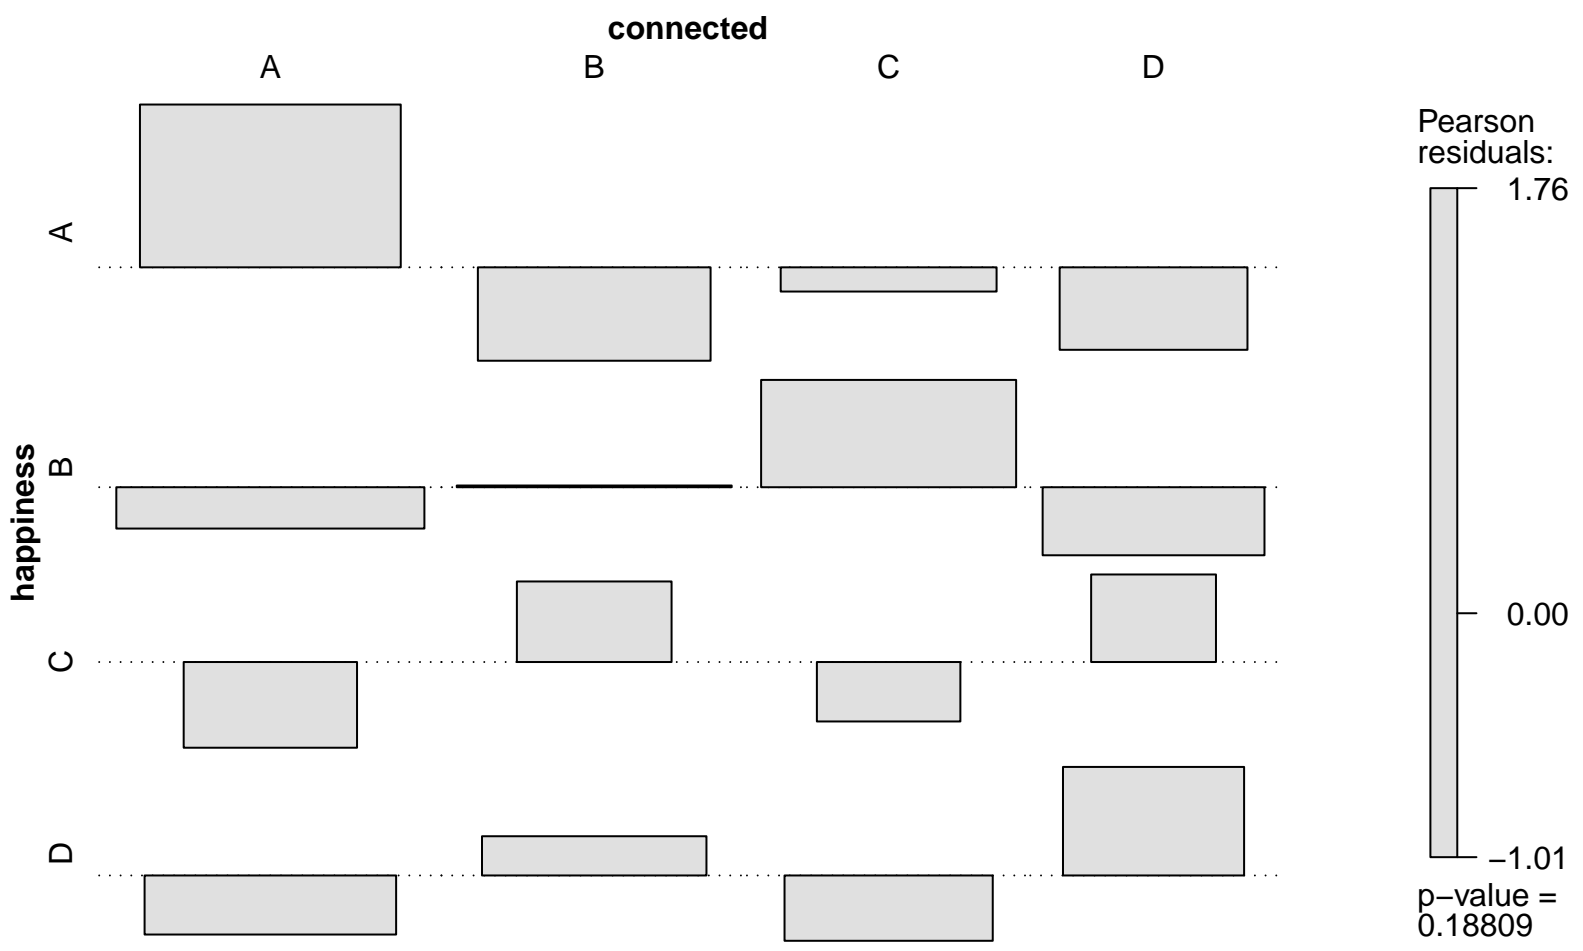 connected
A B C D
Pearson
residuals:
1.76
A
B
happiness
0.00
C
D
−1.01
p−value =
0.18809